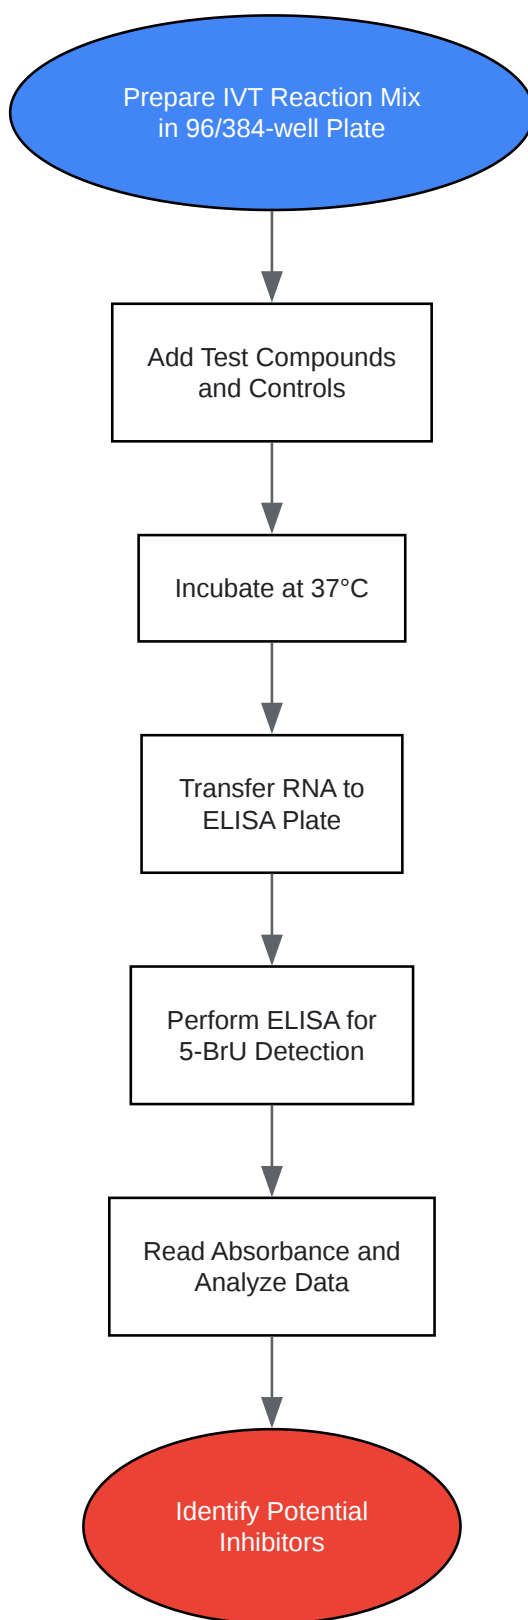 Prepare IVT Reaction Mix
in 96/384-well Plate
Add Test Compounds
and Controls
Incubate at 37°C
Transfer RNA to
ELISA Plate
Perform ELISA for
5-BrU Detection
Read Absorbance and
Analyze Data
Identify Potential
Inhibitors